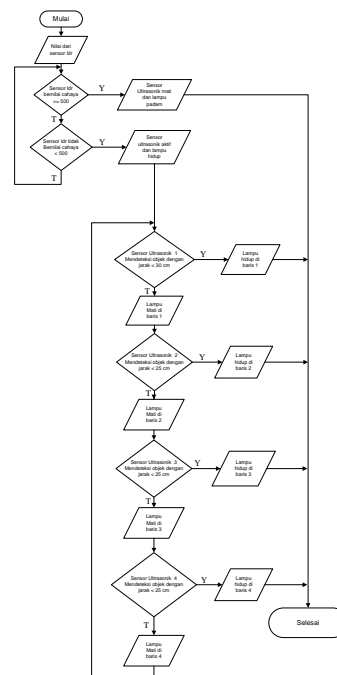 Mulai
Nilai dari
sensor ldr
Sensor ldr
bernilai cahaya
>= 500
Y
Sensor
Ultrasonik mati
dan lampu
padam
T
Sensor ldr tidak
Bernilai cahaya
< 500
Y
Sensor
ultrasonik aktif
dan lampu
hidup
T
Sensor Ultrasonik 1
Mendeteksi objek dengan
jarak < 30 cm
Y
Lampu
hidup di
baris 1
T
Lampu
Mati di
baris 1
Sensor Ultrasonik 2
Mendeteksi objek dengan
jarak < 25 cm
Y
Lampu
hidup di
baris 2
T
Lampu
Mati di
baris 2
Sensor Ultrasonik 3
Mendeteksi objek dengan
jarak < 25 cm
Y
Lampu
hidup di
baris 3
T
Lampu
Mati di
baris 3
Sensor Ultrasonik 4
Mendeteksi objek dengan
jarak < 25 cm
Y
Lampu
hidup di
baris 4
T
Lampu
Mati di
baris 4
Selesai